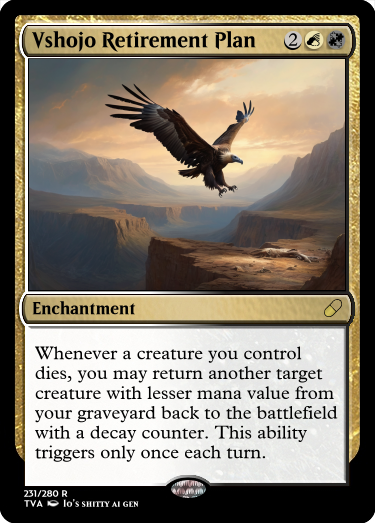 Vshojo Retirement Plan 2
Enchantment
Whenever a creature you control
dies, you may return another target
creature with lesser mana value from
your graveyard back to the battlefield
with a decay counter. This ability
triggers only once each turn.
231/280 R
TVA Io's shitty ai gen